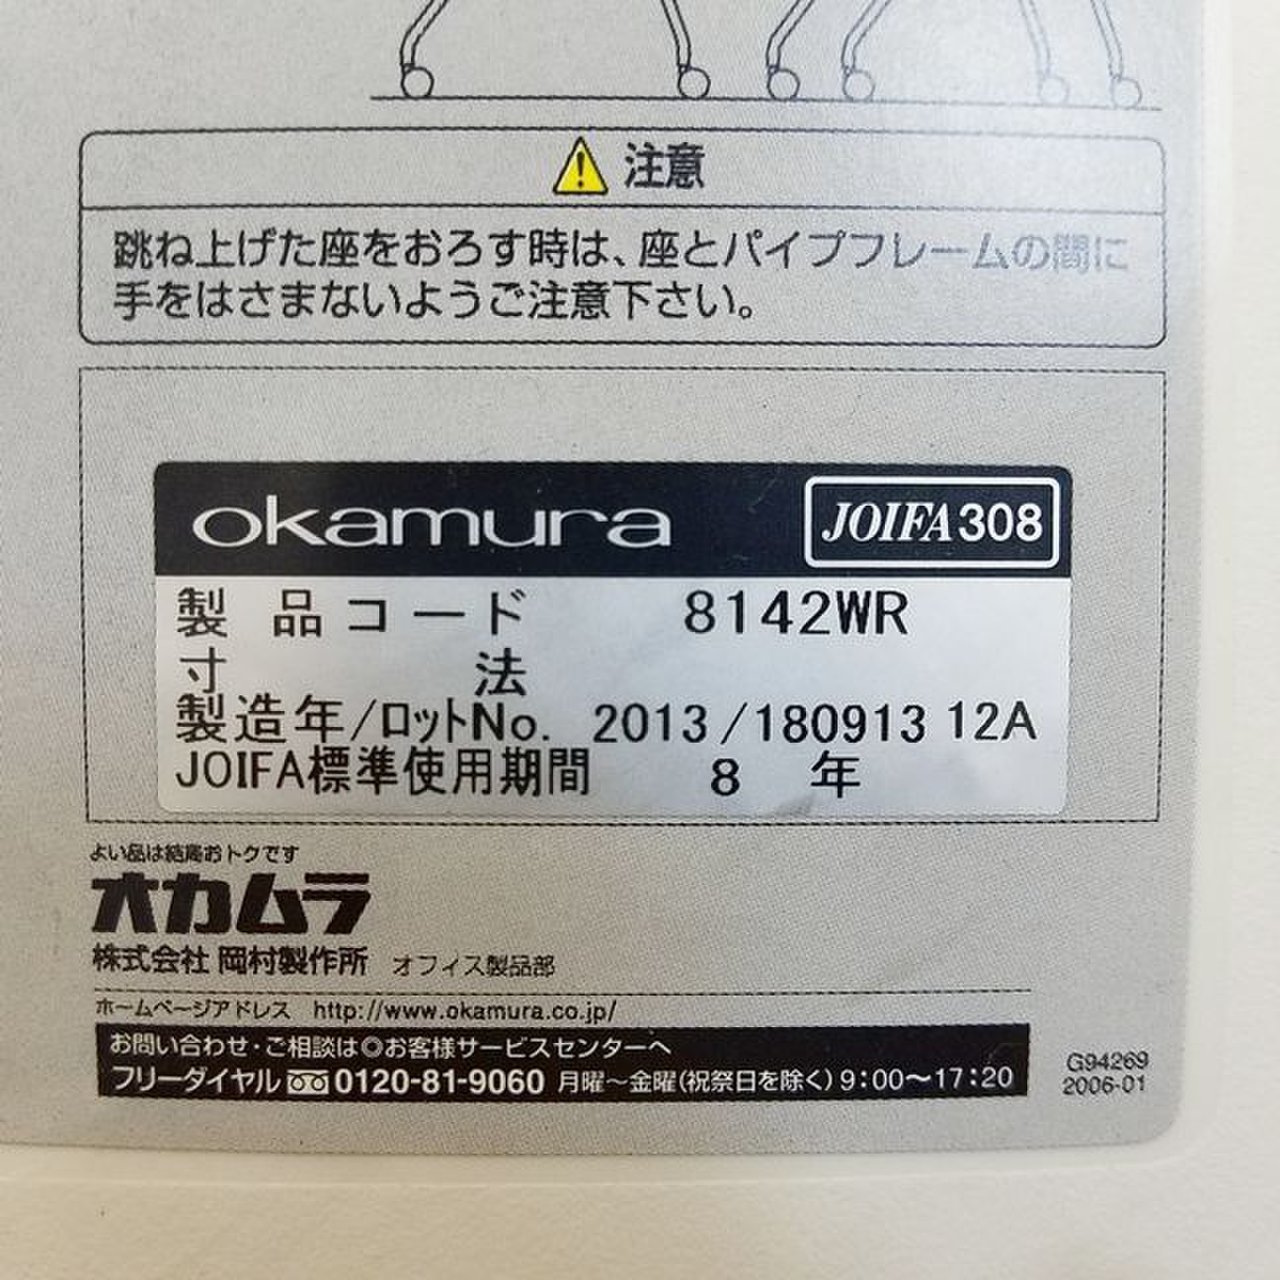 注意
跳ね上げた座をおろす時は、座とパイプフレームの間に
手をはさまないようご注意下さい。
okamura JOIFA308
製品コード 8142WR
寸法
製造年/ロットNo. 2013/180913 12A
JOIFA標準使用期間 8年
よい品は結局おトクです
オカムラ
株式会社 岡村製作所 オフィス製品部
ホームページアドレス http://www.okamura.co.jp/
お問い合わせ・ご相談は◎お客様サービスセンターへ
フリーダイヤル 0120-81-9060 月曜～金曜(祝祭日を除く)9:00～17:20
G94269
2006-01